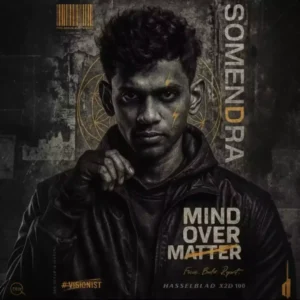 SOMENDRA
MIND
OVER
MATTER
#VISIONIST
HASSELBLAD X2D 100